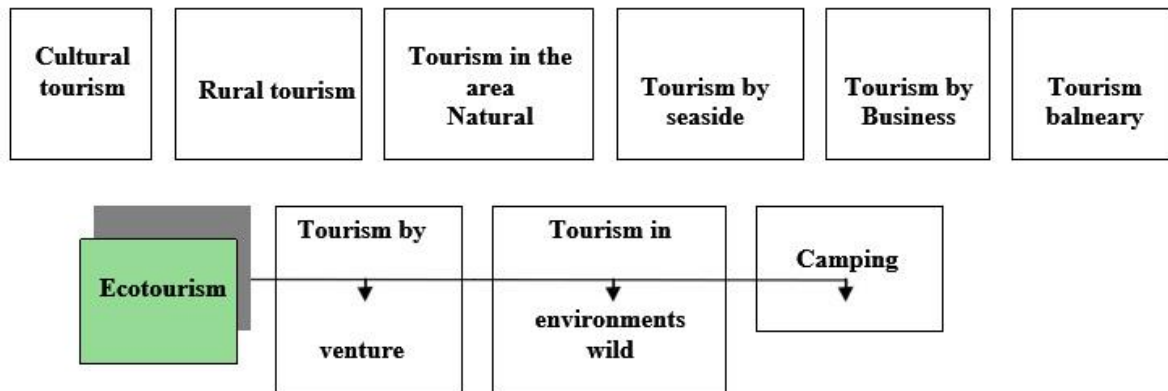 Cultural
tourism
Rural tourism
Tourism in the
area
Natural
Tourism by
seaside
Tourism by
Business
Tourism
balneary
Ecotourism
Tourism by
venture
Tourism in
environments
wild
Camping